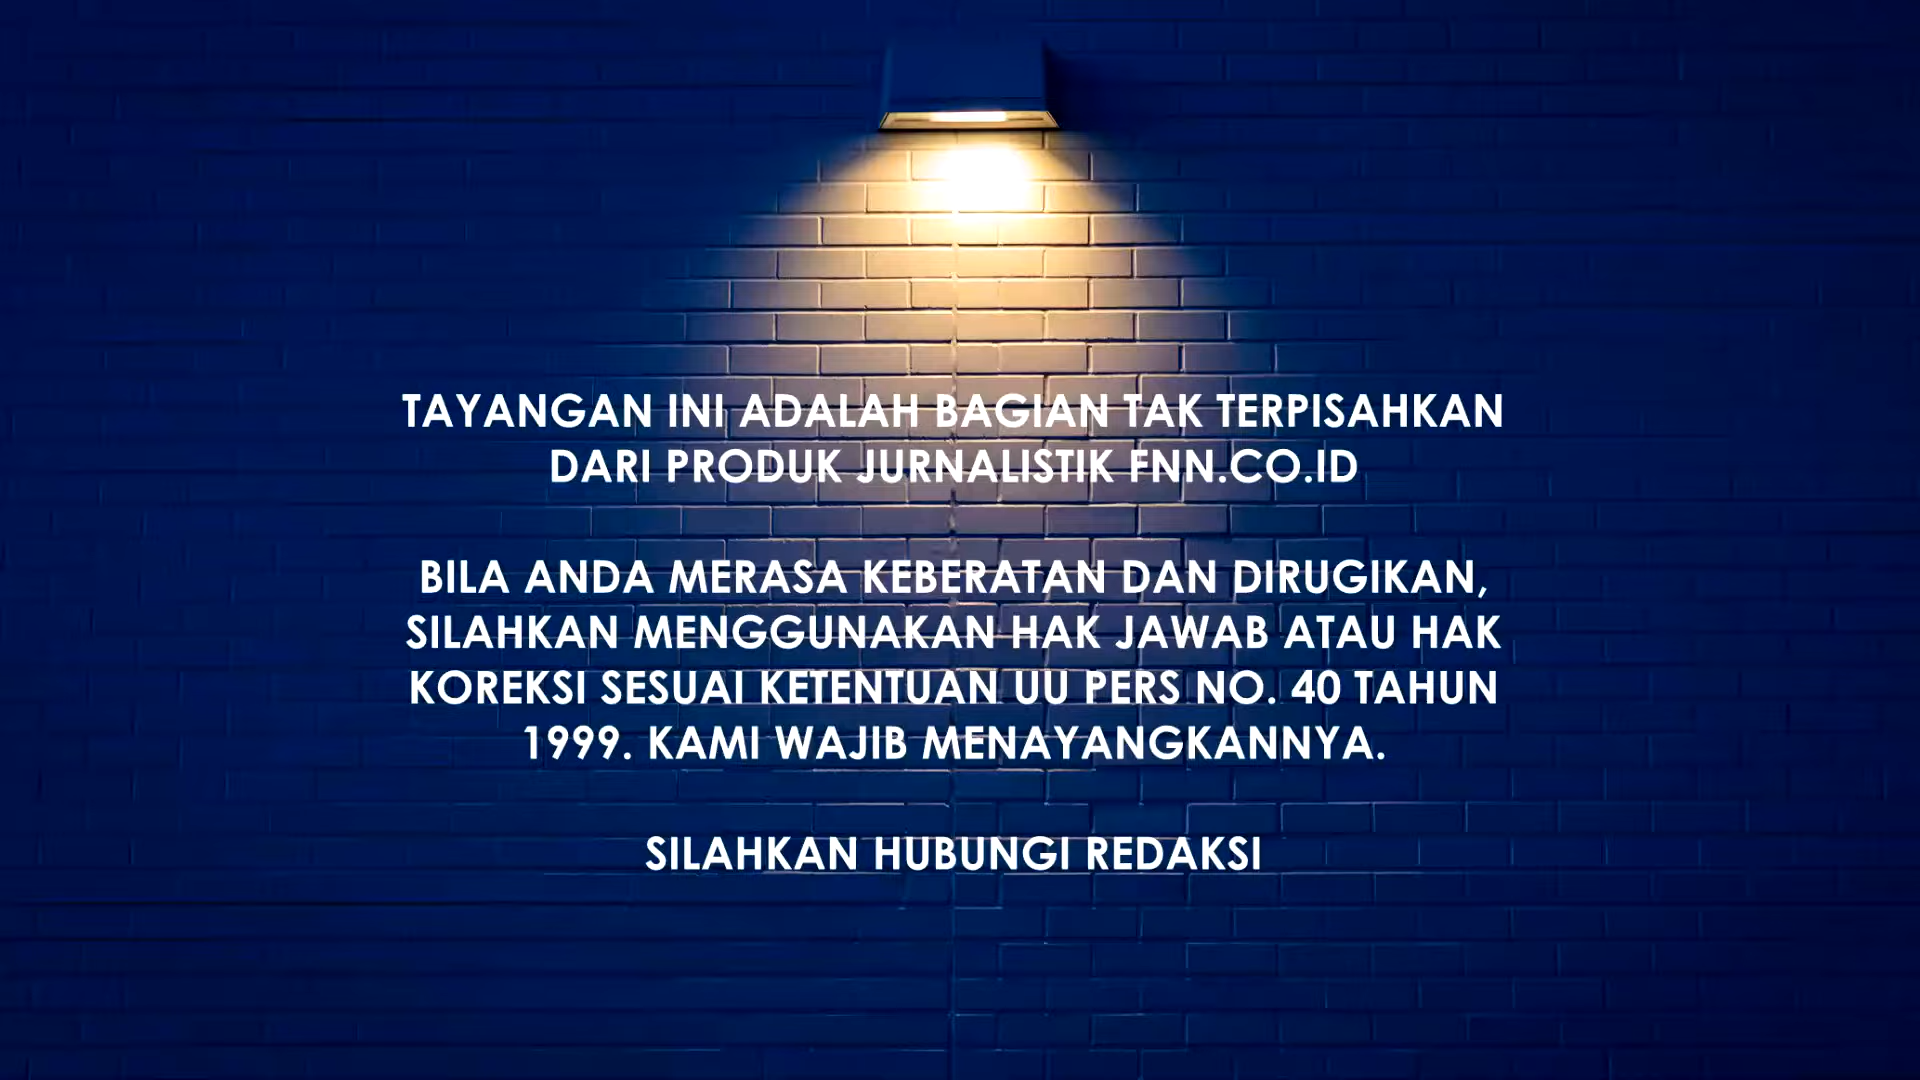 TAYANGAN INI ADALAH BAGIAN TAK TERPISAHKAN
DARI PRODUK JURNALISTIK FNN.CO.ID
BILA ANDA MERASA KEBERATAN DAN DIRUGIKAN,
SILAHKAN MENGGUNAKAN HAK JAWAB ATAU HAK
KOREKSI SESUAI KETENTUAN UU PERS NO. 40 TAHUN
1999. KAMI WAJIB MENAYANGKANNYA.
SILAHKAN HUBUNGI REDAKSI